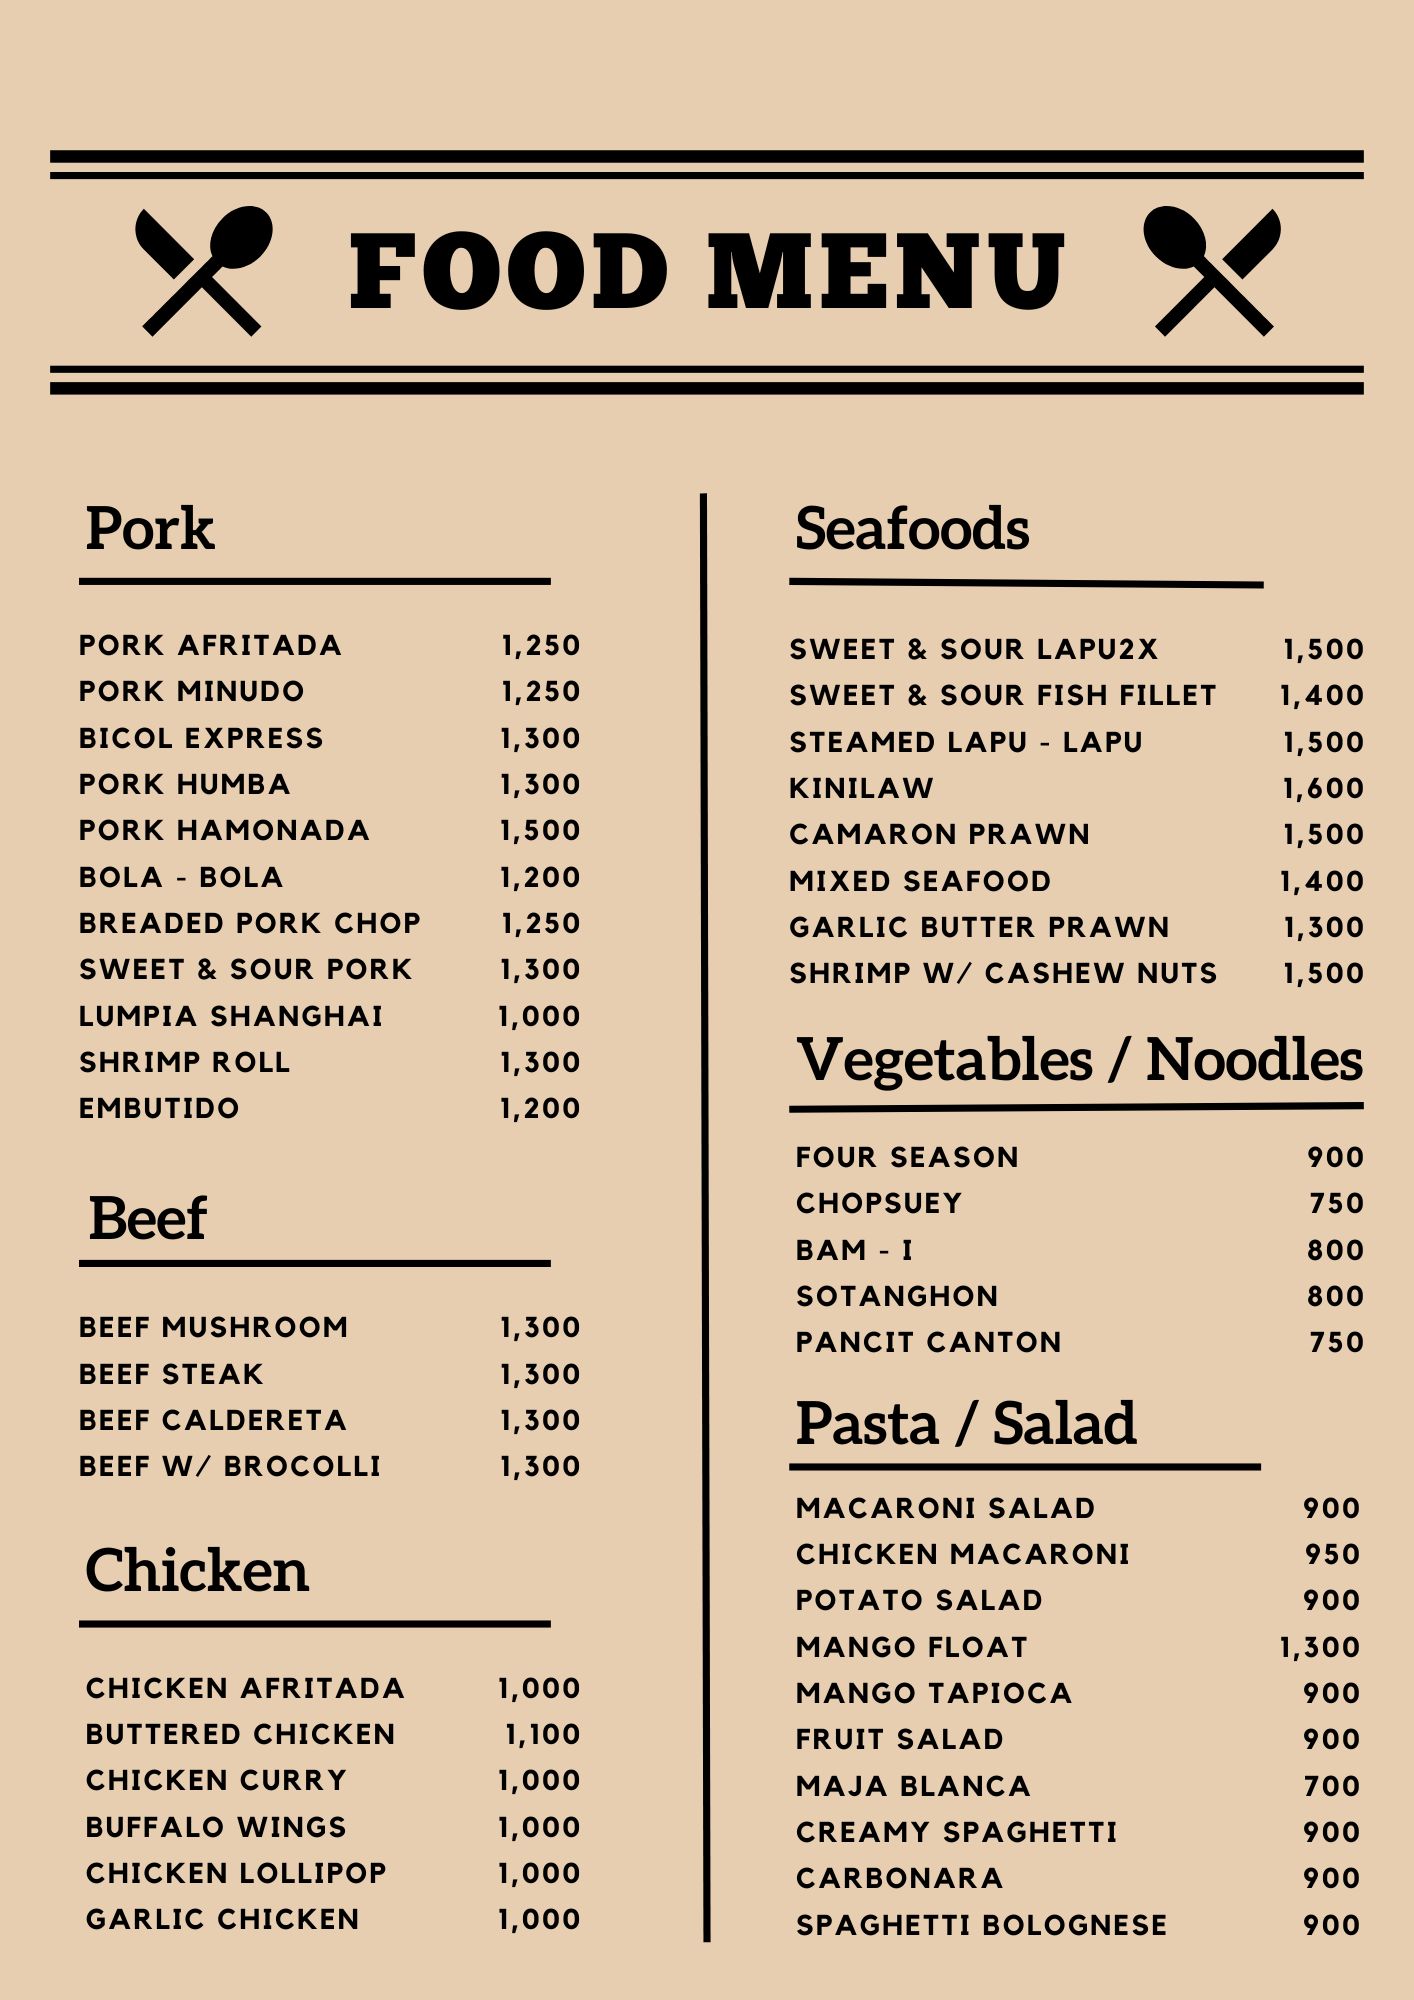 FOOD MENU
Pork
PORK AFRITADA 1,250
PORK MINUDO 1,250
BICOL EXPRESS 1,300
PORK HUMBA 1,300
PORK HAMONADA 1,500
BOLA - BOLA 1,200
BREADED PORK CHOP 1,250
SWEET & SOUR PORK 1,300
LUMPIA SHANGHAI 1,000
SHRIMP ROLL 1,300
EMBUTIDO 1,200
Beef
BEEF MUSHROOM 1,300
BEEF STEAK 1,300
BEEF CALDERETA 1,300
BEEF W/ BROCOLLI 1,300
Chicken
CHICKEN AFRITADA 1,000
BUTTERED CHICKEN 1,100
CHICKEN CURRY 1,000
BUFFALO WINGS 1,000
CHICKEN LOLLIPOP 1,000
GARLIC CHICKEN 1,000
Seafoods
SWEET & SOUR LAPU2X 1,500
SWEET & SOUR FISH FILLET 1,400
STEAMED LAPU - LAPU 1,500
KINILAW 1,600
CAMARON PRAWN 1,500
MIXED SEAFOOD 1,400
GARLIC BUTTER PRAWN 1,300
SHRIMP W/ CASHEW NUTS 1,500
Vegetables / Noodles
FOUR SEASON 900
CHOPSUEY 750
BAM - I 800
SOTANGHON 800
PANCIT CANTON 750
Pasta / Salad
MACARONI SALAD 900
CHICKEN MACARONI 950
POTATO SALAD 900
MANGO FLOAT 1,300
MANGO TAPIOCA 900
FRUIT SALAD 900
MAJA BLANCA 700
CREAMY SPAGHETTI 900
CARBONARA 900
SPAGHETTI BOLOGNESE 900